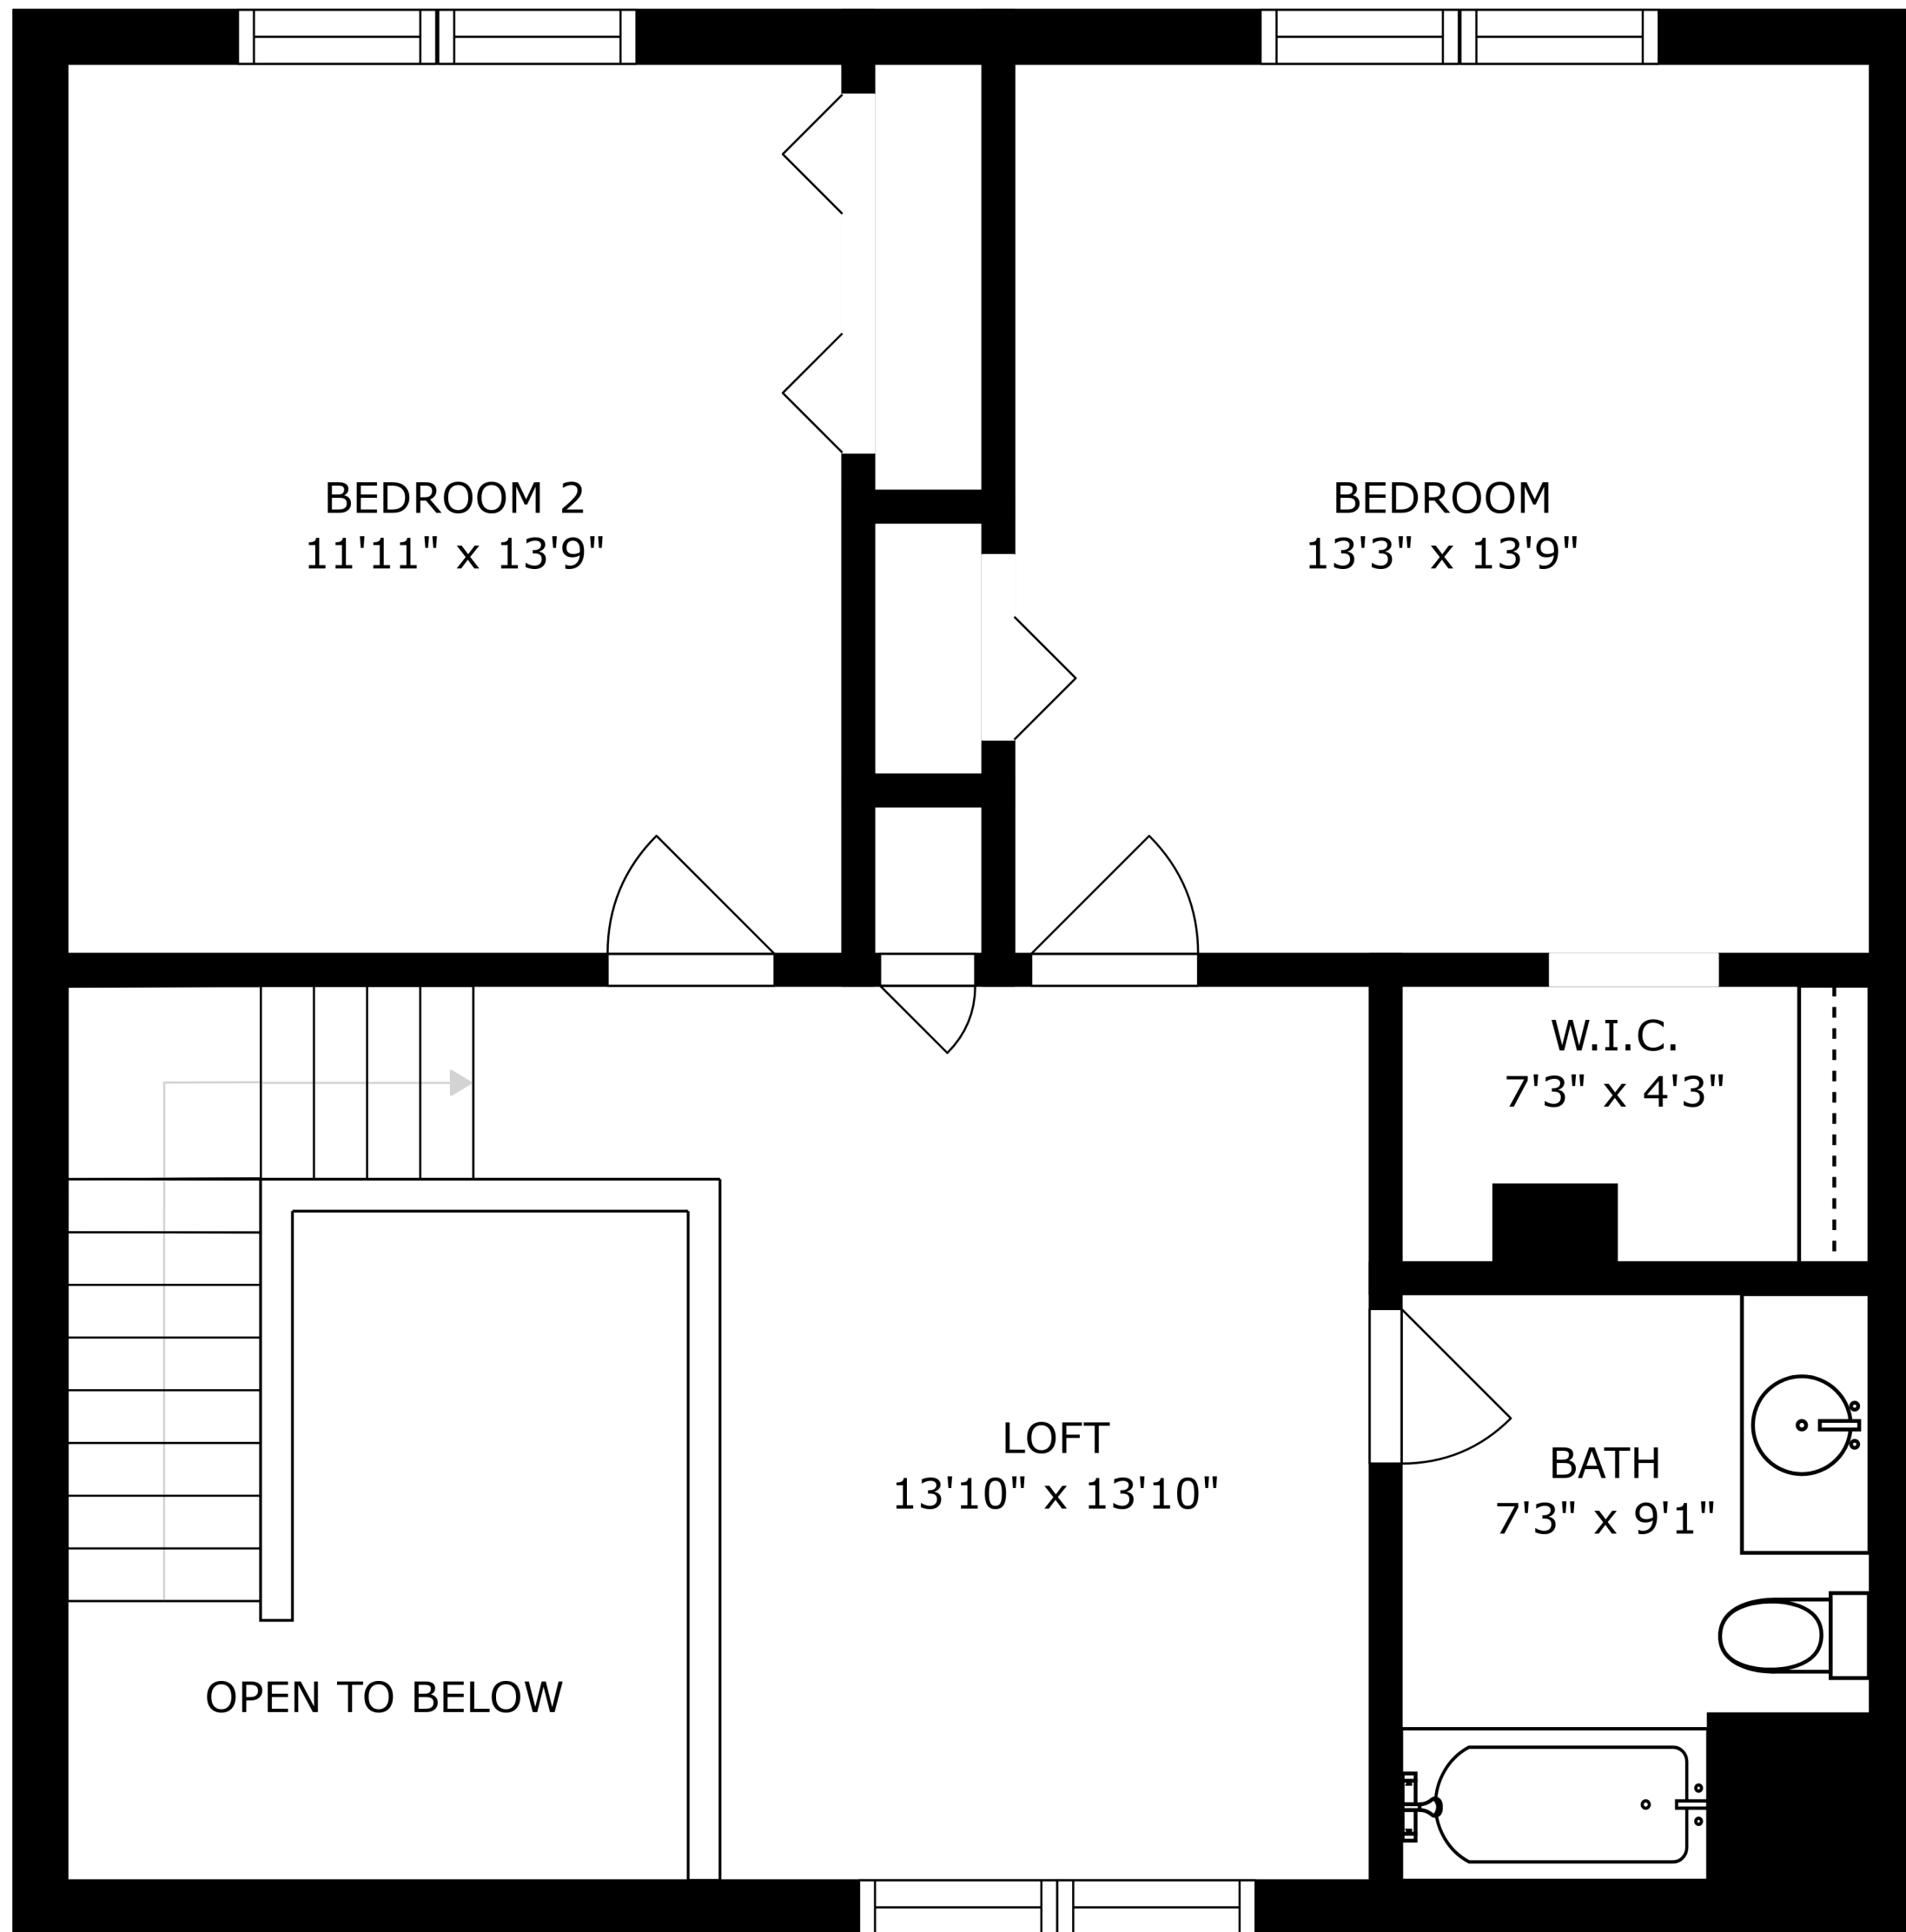 BEDROOM 2
11'11" x 13'9"
BEDROOM
13'3" x 13'9"
W.I.C.
7'3" x 4'3"
LOFT
13'10" x 13'10"
BATH
7'3" x 9'1"
OPEN TO BELOW